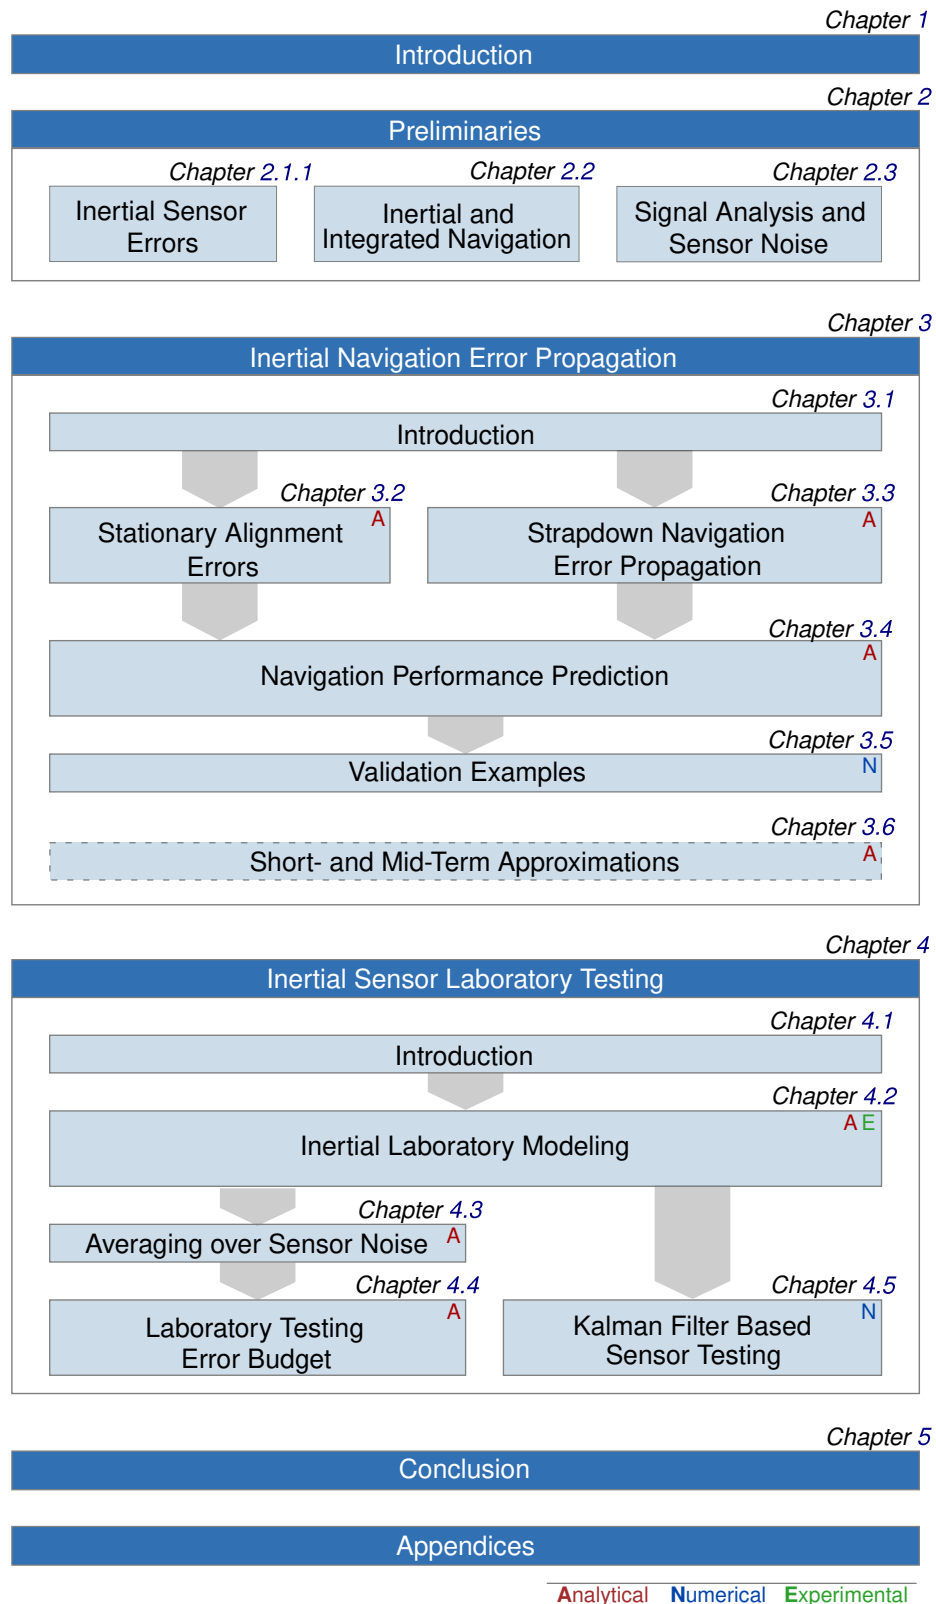 Chapter 1
Introduction
Chapter 2
Preliminaries
Chapter 2.1.1
Inertial Sensor
Errors
Chapter 2.2
Inertial and
Integrated Navigation
Chapter 2.3
Signal Analysis and
Sensor Noise
Chapter 3
Inertial Navigation Error Propagation
Chapter 3.1
Introduction
Chapter 3.2
A
Stationary Alignment
Errors
Chapter 3.3
A
Strapdown Navigation
Error Propagation
Chapter 3.4
A
Navigation Performance Prediction
Chapter 3.5
Validation Examples N
Chapter 3.6
Short- and Mid-Term Approximations A
Chapter 4
Inertial Sensor Laboratory Testing
Chapter 4.1
Introduction
Chapter 4.2
A E
Inertial Laboratory Modeling
Chapter 4.3
Averaging over Sensor Noise A
Chapter 4.4
A
Laboratory Testing
Error Budget
Chapter 4.5
N
Kalman Filter Based
Sensor Testing
Chapter 5
Conclusion
Appendices
Analytical Numerical Experimental